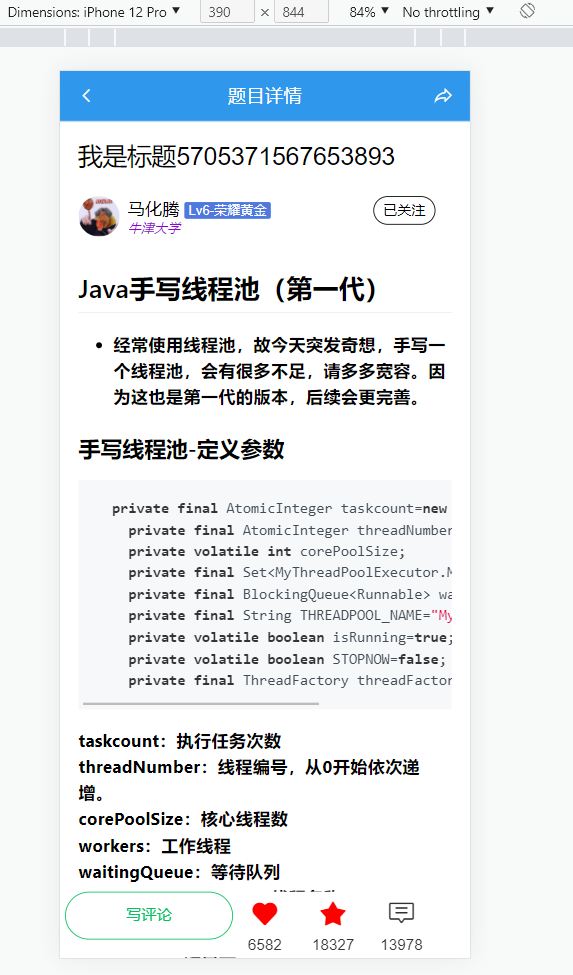 Dimensions: iPhone 12 Pro ▼ 390 × 844 84% ▼ No throttling ▼
题目详情
我是标题5705371567653893
马化腾 Lv6-荣耀黄金 已关注
牛津大学
Java手写线程池（第一代）
• 经常使用线程池，故今天突发奇想，手写一
个线程池，会有很多不足，请多多宽容。因
为这也是第一代的版本，后续会更完善。
手写线程池-定义参数
private final AtomicInteger taskcount=new
private final AtomicInteger threadNumber
private volatile int corePoolSize;
private final Set<MyThreadPoolExecutor.M
private final BlockingQueue<Runnable> wa
private final String THREADPOOL_NAME="My
private volatile boolean isRunning=true;
private volatile boolean STOPNOW=false;
private final ThreadFactory threadFactor
taskcount：执行任务次数
threadNumber：线程编号，从0开始依次递
增。
corePoolSize：核心线程数
workers：工作线程
waitingQueue：等待队列
写评论
6582 18327 13978